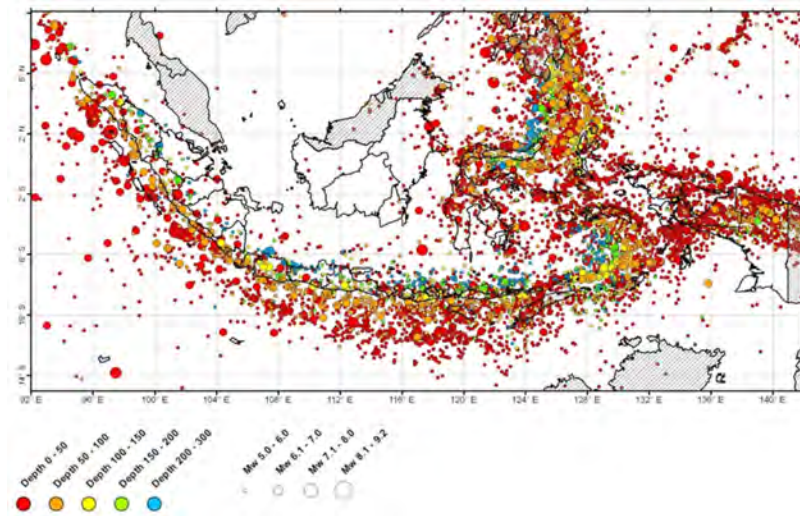 6° N
2° N
2° S
6° S
10° S
14° S
92° E
96° E
100° E
104° E
108° E
112° E
116° E
120° E
124° E
128° E
132° E
136° E
140° E
Depth 0 - 50
Depth 50 - 100
Depth 100 - 150
Depth 150 - 200
Depth 200 - 300
Mw 5.0 - 6.0
Mw 6.1 - 7.0
Mw 7.1 - 8.0
Mw 8.1 - 9.2